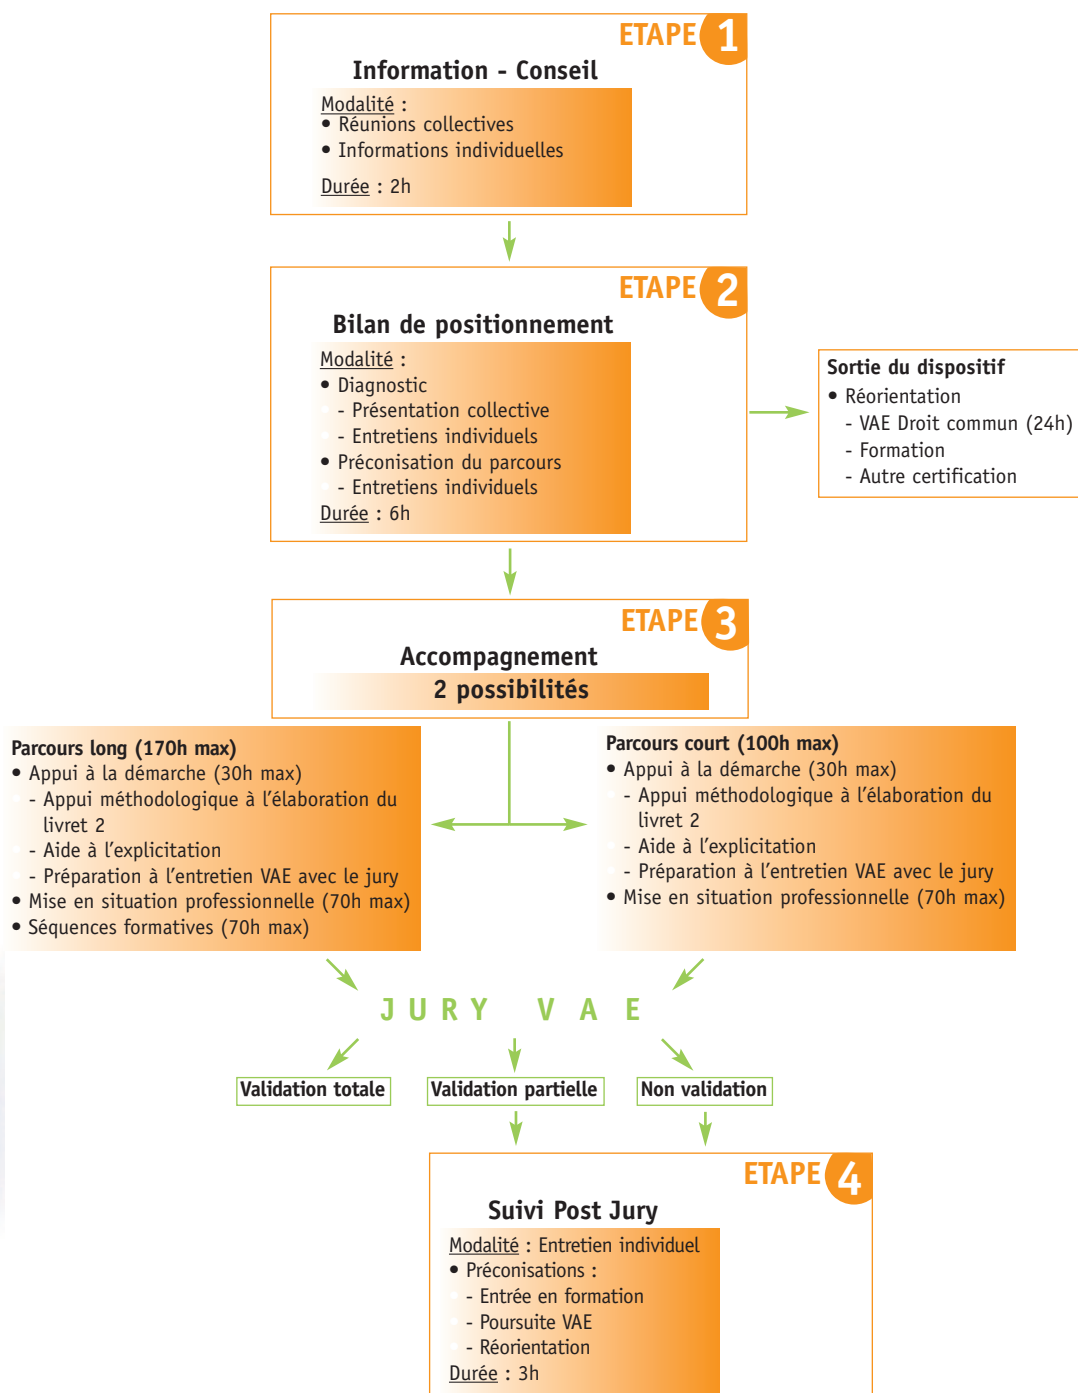 ETAPE 1
Information - Conseil
Modalité :
• Réunions collectives
• Informations individuelles
Durée : 2h
ETAPE 2
Bilan de positionnement
Modalité :
• Diagnostic
- Présentation collective
- Entretiens individuels
• Préconisation du parcours
- Entretiens individuels
Durée : 6h
Sortie du dispositif
• Réorientation
- VAE Droit commun (24h)
- Formation
- Autre certification
ETAPE 3
Accompagnement
2 possibilités
Parcours long (170h max)
• Appui à la démarche (30h max)
- Appui méthodologique à l’élaboration du
livret 2
- Aide à l’explicitation
- Préparation à l’entretien VAE avec le jury
• Mise en situation professionnelle (70h max)
• Séquences formatives (70h max)
Parcours court (100h max)
• Appui à la démarche (30h max)
- Appui méthodologique à l’élaboration du
livret 2
- Aide à l’explicitation
- Préparation à l’entretien VAE avec le jury
• Mise en situation professionnelle (70h max)
JURY VAE
Validation totale
Validation partielle
Non validation
ETAPE 4
Suivi Post Jury
Modalité : Entretien individuel
• Préconisations :
- Entrée en formation
- Poursuite VAE
- Réorientation
Durée : 3h